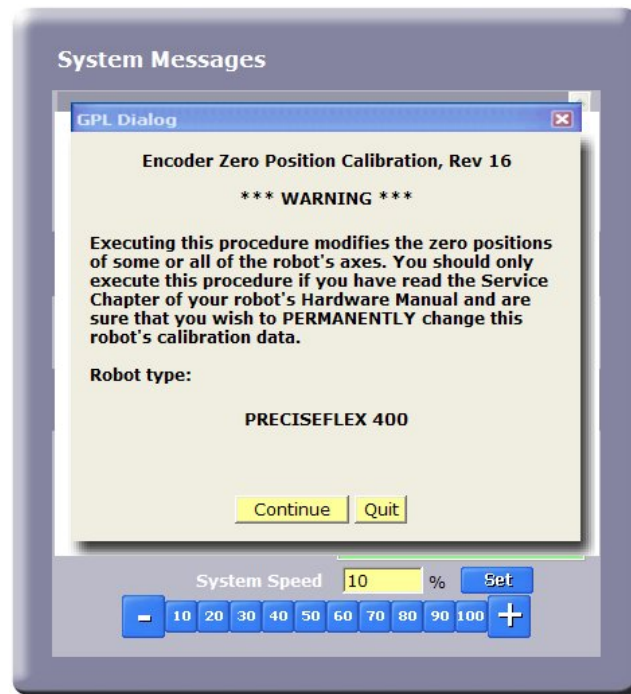 System Messages
GPL Dialog
Encoder Zero Position Calibration, Rev 16
*** WARNING ***
Executing this procedure modifies the zero positions
of some or all of the robot's axes. You should only
execute this procedure if you have read the Service
Chapter of your robot's Hardware Manual and are
sure that you wish to PERMANENTLY change this
robot's calibration data.
Robot type:
PRECISEFLEX 400
Continue Quit
System Speed 10 % Set
- 10 20 30 40 50 60 70 80 90 100 +